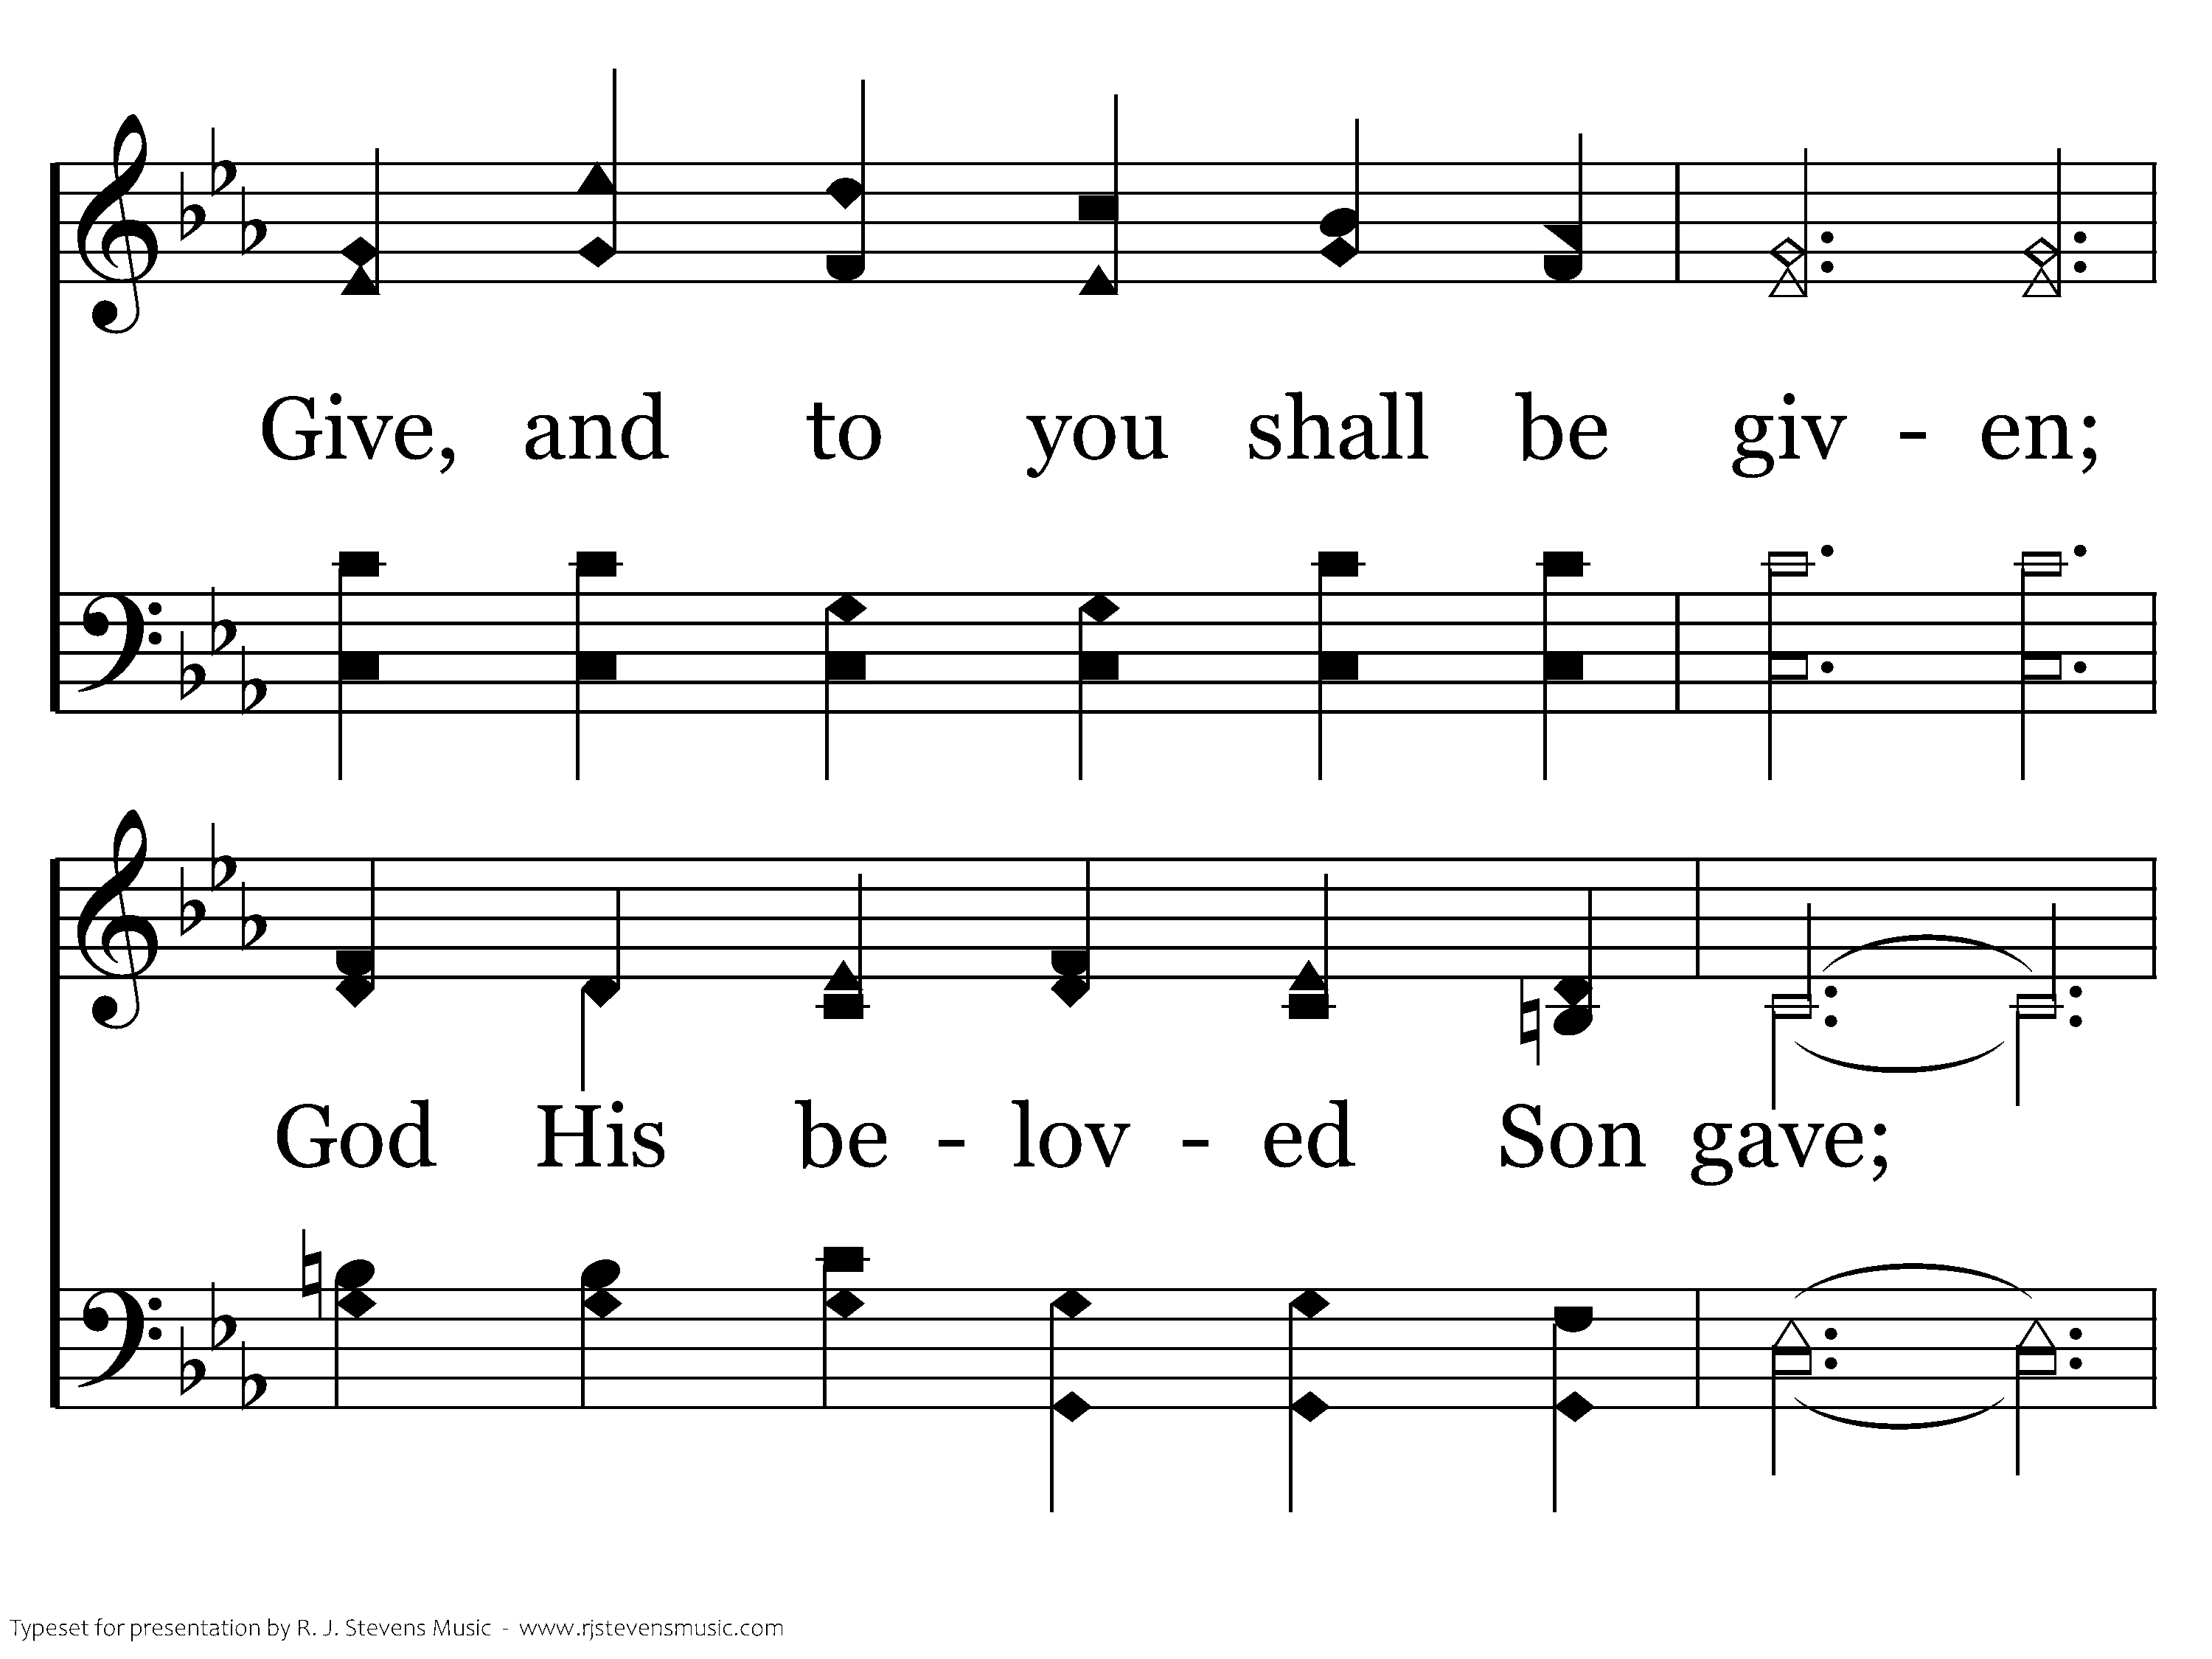 Give, and to you shall be giv - en;
God His be - lov - ed Son gave;
Typeset for presentation by R. J. Stevens Music - www.rjstevensmusic.com